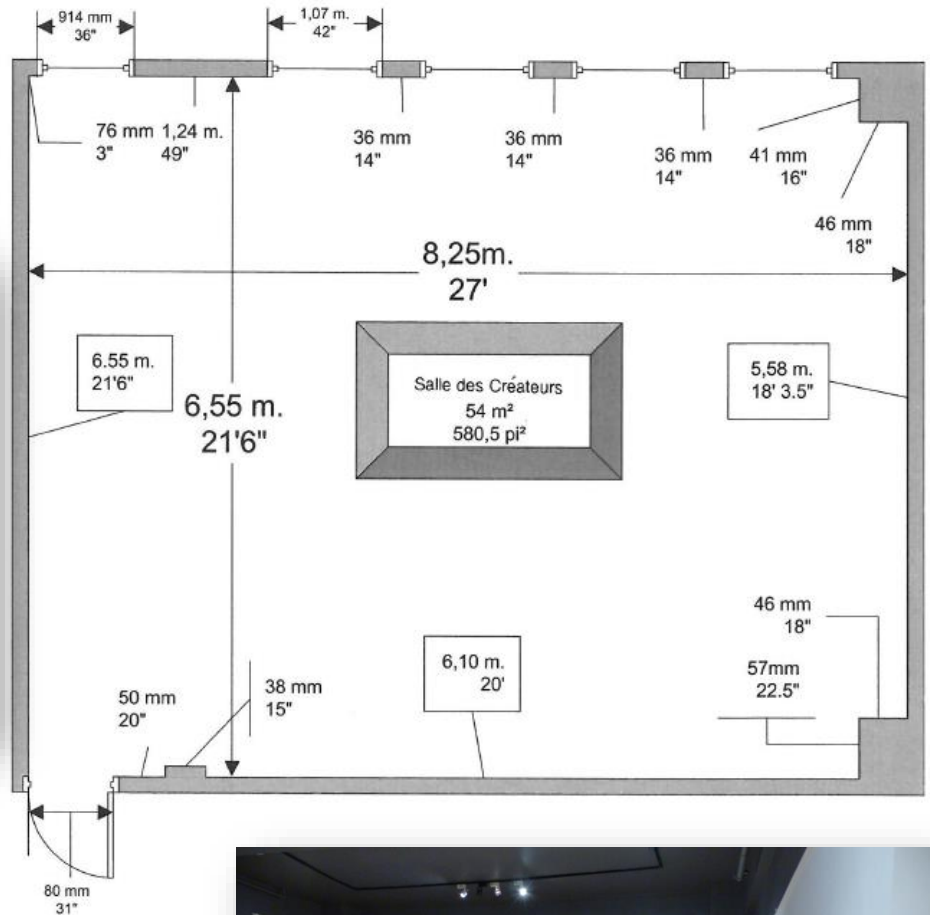 914 mm
36"
1,07 m.
42"
76 mm
3"
1,24 m.
49"
36 mm
14"
36 mm
14"
36 mm
14"
41 mm
16"
46 mm
18"
8,25m.
27'
6.55 m.
21'6"
6,55 m.
21'6"
Salle des Créateurs
54 m²
580,5 pi²
5,58 m.
18' 3.5"
46 mm
18"
57mm
22.5"
6,10 m.
20'
50 mm
20"
38 mm
15"
80 mm
31"